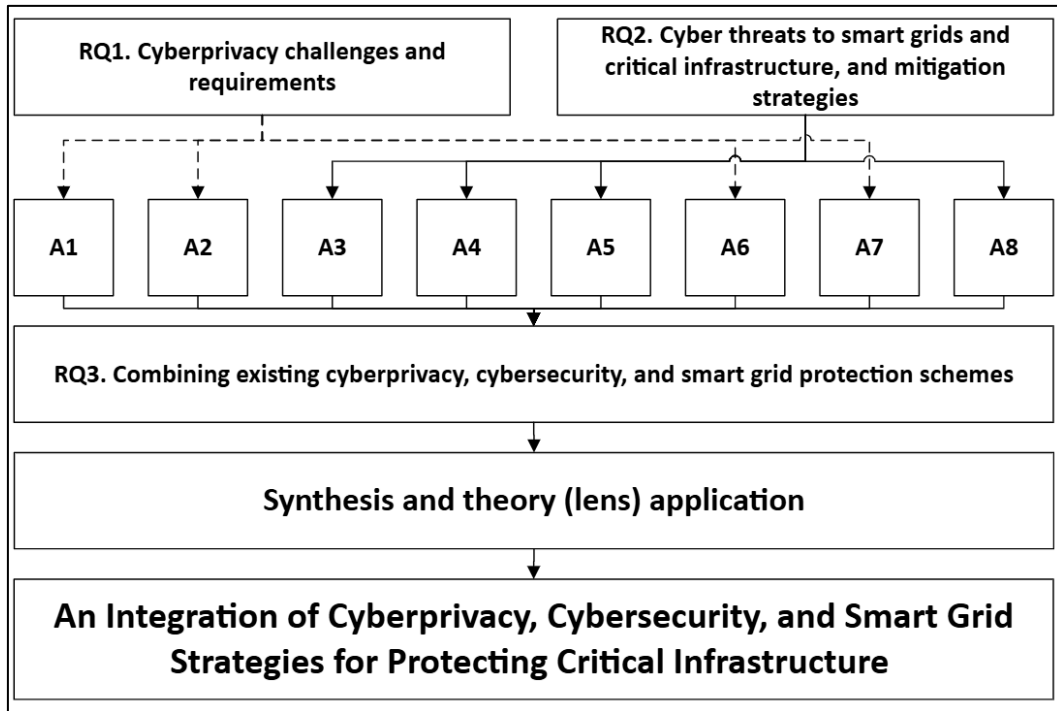 RQ1. Cyberprivacy challenges and
requirements
RQ2. Cyber threats to smart grids and
critical infrastructure, and mitigation
strategies
A1
A2
A3
A4
A5
A6
A7
A8
RQ3. Combining existing cyberprivacy, cybersecurity, and smart grid protection schemes
Synthesis and theory (lens) application
An Integration of Cyberprivacy, Cybersecurity, and Smart Grid
Strategies for Protecting Critical Infrastructure